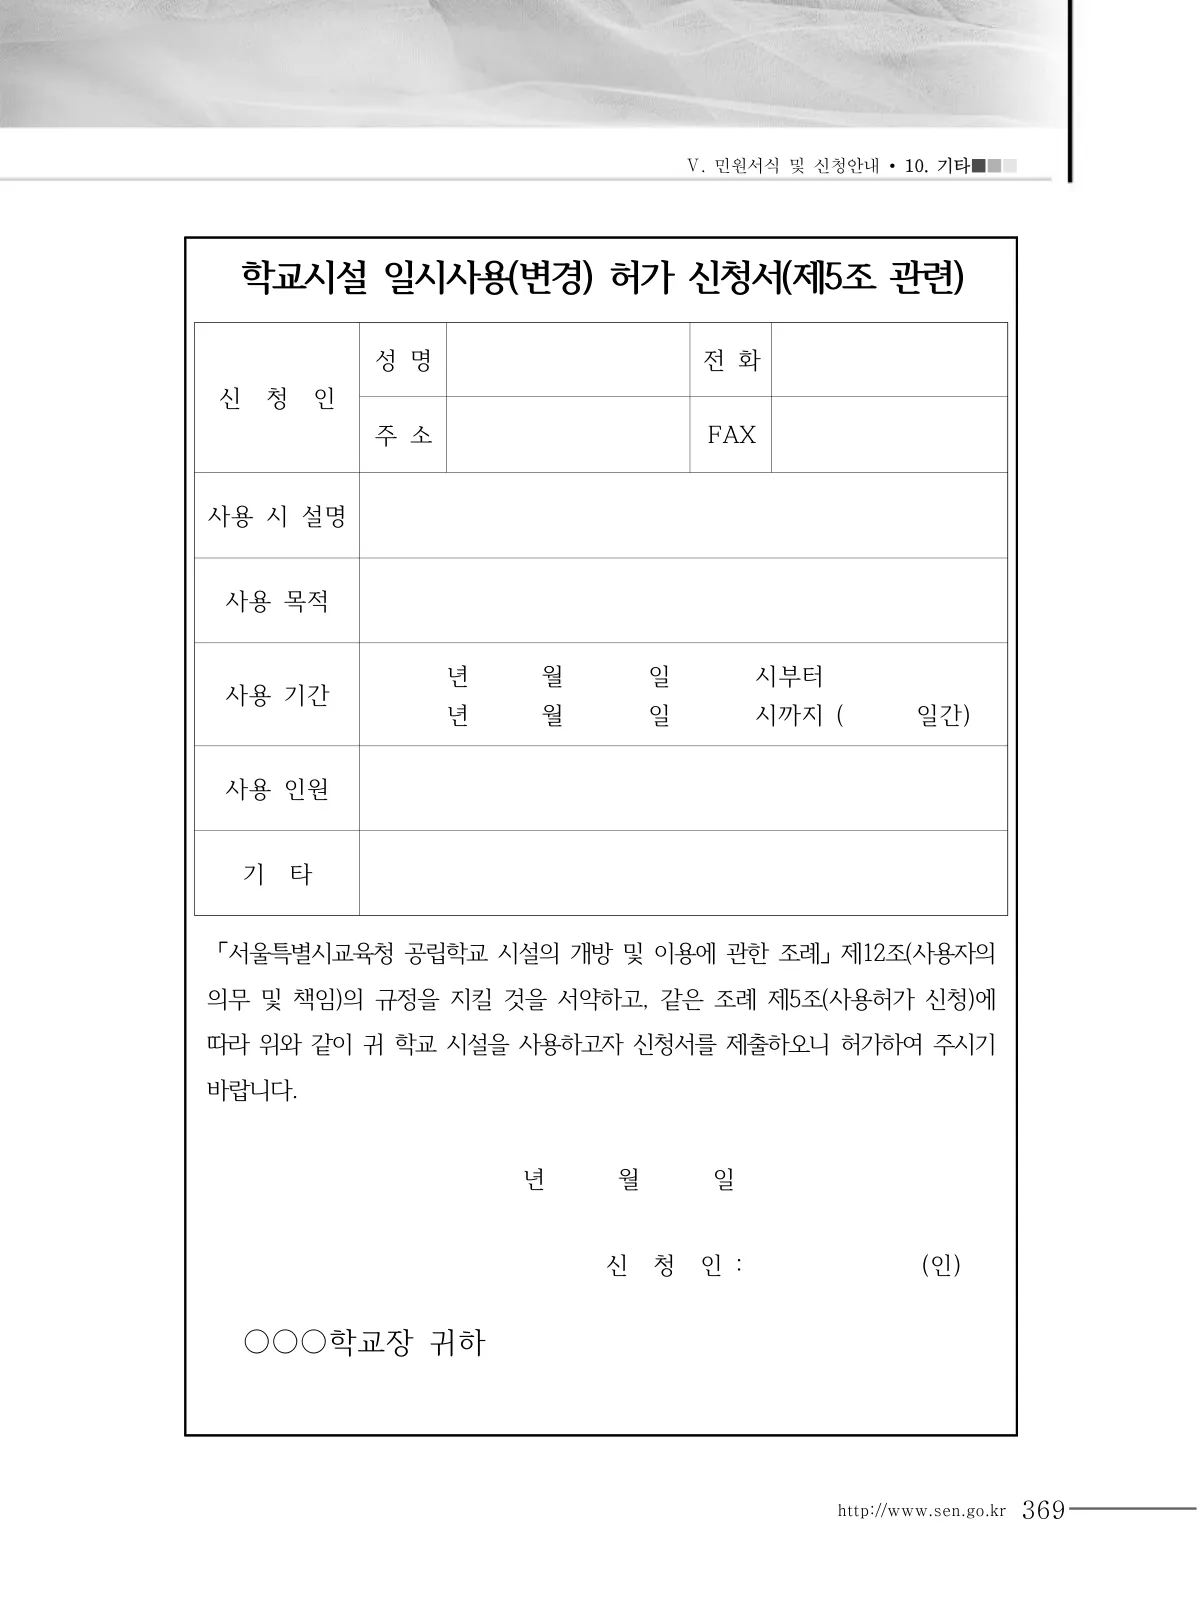 Ⅴ. 민원서식 및 신청안내 • 10. 기타
학교시설 일시사용(변경) 허가 신청서(제5조 관련)
신 청 인
성 명
전 화
주 소
FAX
사용 시 설명
사용 목적
사용 기간
년 월 일 시부터
년 월 일 시까지 ( 일간)
사용 인원
기 타
「서울특별시교육청 공립학교 시설의 개방 및 이용에 관한 조례」제12조(사용자의
의무 및 책임)의 규정을 지킬 것을 서약하고, 같은 조례 제5조(사용허가 신청)에
따라 위와 같이 귀 학교 시설을 사용하고자 신청서를 제출하오니 허가하여 주시기
바랍니다.
년 월 일
신 청 인 : (인)
○○○학교장 귀하
http://www.sen.go.kr 369